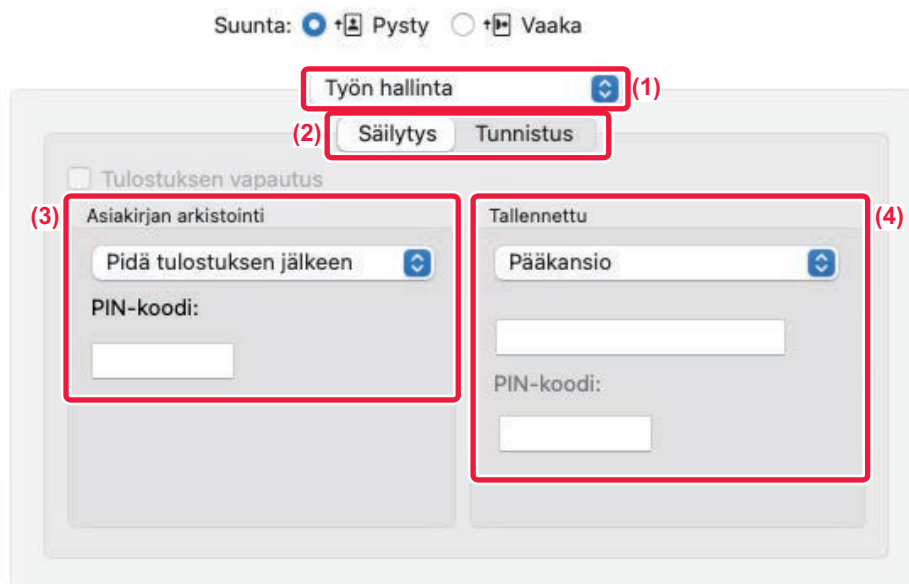 Suunta: Pysty Vaaka
Työn hallinta (1)
(2) Säilytys Tunnistus
Tulostuksen vapautus
(3) Asiakirjan arkistointi
Pidä tulostuksen jälkeen
PIN-koodi:
Tallennettu (4)
Pääkansio
PIN-koodi: